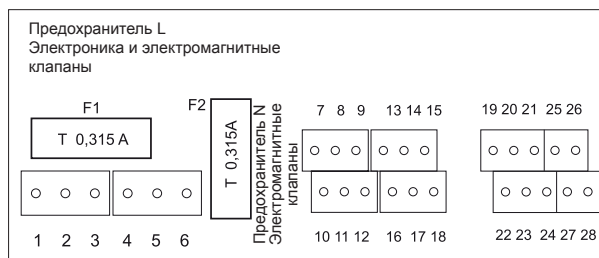 Предохранитель L
Электроника и электромагнитные
клапаны
F1
T 0,315 A
F2
T 0,315A
Предохранитель N
Электромагнитные
клапаны
7 8 9 13 14 15 19 20 21 25 26
1 2 3 4 5 6
10 11 12 16 17 18 22 23 24 27 28